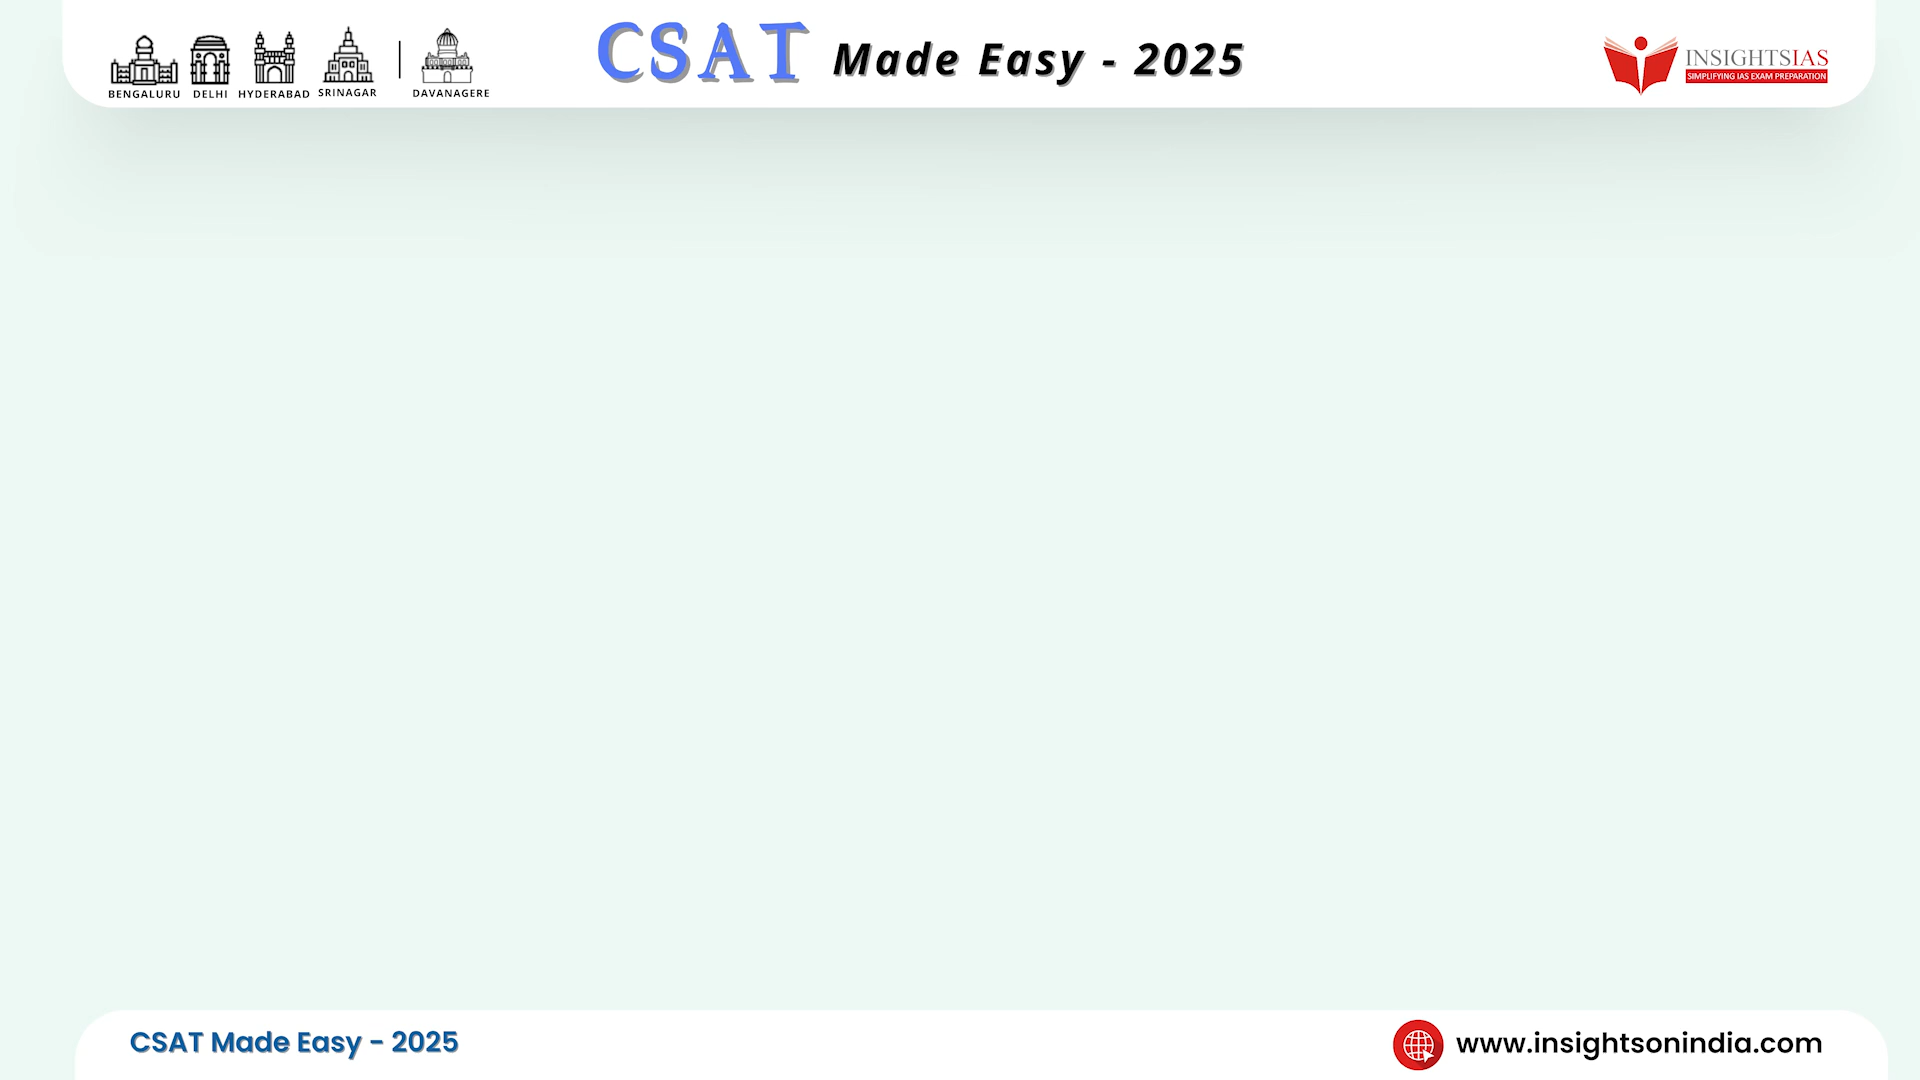 CSAT Made Easy - 2025
BENGALURU DELHI HYDERABAD SRINAGAR DAVANAGERE
INSIGHTSIAS
SIMPLIFYING IAS EXAM PREPARATION
CSAT Made Easy - 2025
www.insightsonindia.com